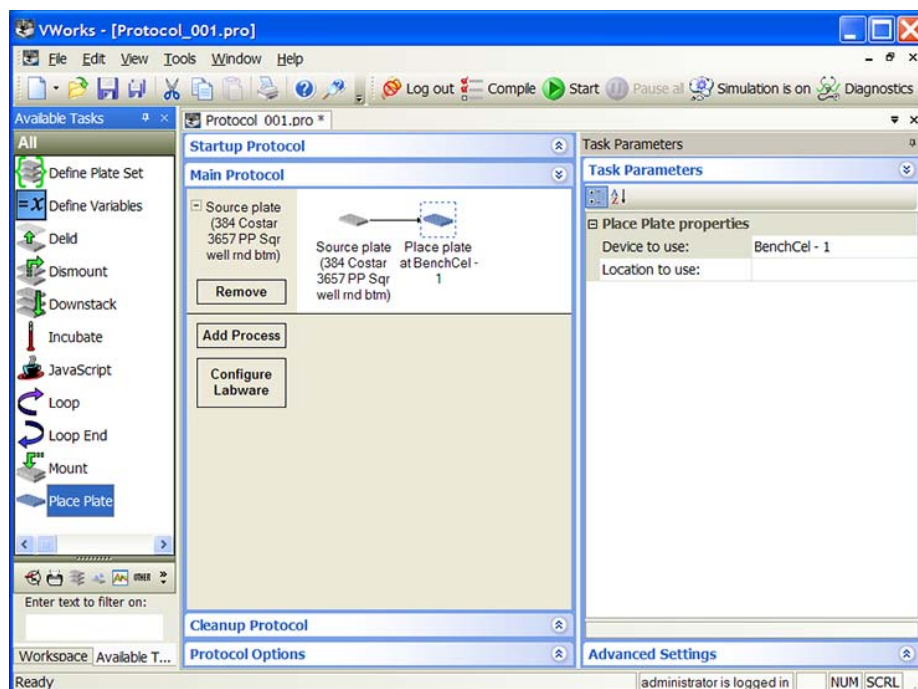 VWorks - [Protocol_001.pro]
File Edit View Tools Window Help
Log out Compile Start Pause all Simulation is on Diagnostics
Available Tasks
All
Define Plate Set
=x Define Variables
Delid
Dismount
Downstack
Incubate
JavaScript
Loop
Loop End
Mount
Place Plate
OTHER
Enter text to filter on:
Workspace Available T...
Protocol_001.pro *
Startup Protocol
Main Protocol
Source plate
(384 Costar
3657 PP Sqr
well rnd btm)
Remove
Source plate
(384 Costar
3657 PP Sqr
well rnd btm)
Place plate
at BenchCel -
1
Add Process
Configure
Labware
Cleanup Protocol
Protocol Options
Task Parameters
Task Parameters
Place Plate properties
Device to use: BenchCel - 1
Location to use:
Advanced Settings
Ready administrator is logged in NUM SCRL